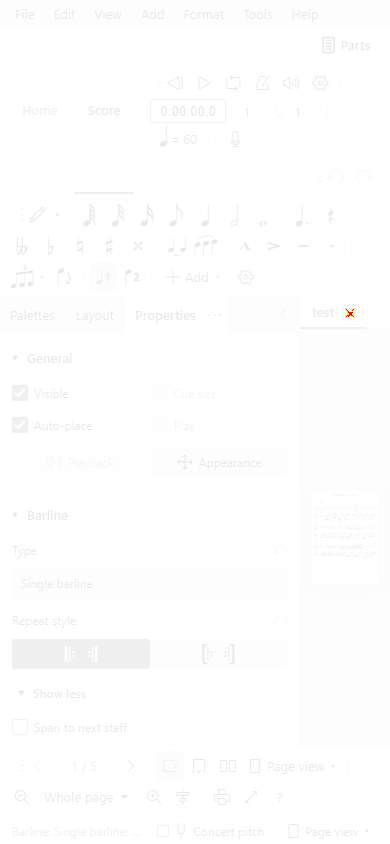 File Edit View Add Format Tools Help
Parts
Home Score
0:00:00.0 1 . 1
= 60
1 2 Add
Palettes Layout Properties ··· test
General
Visible Cue size
Auto-place Play
Playback Appearance
Barline
Type
Single barline
Repeat style
Show less
Span to next staff
1 / 5 Page view
Whole page ?
Barline: Single barline; ... Concert pitch Page view